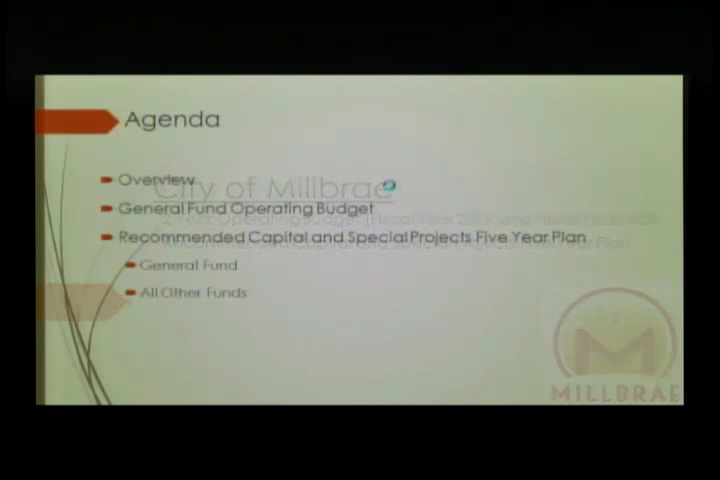 Agenda
Overview
City of Millbrae
General Fund Operating Budget
Recommended Capital and Special Projects Five Year Plan
General Fund
All Other Funds
MILLBRAE